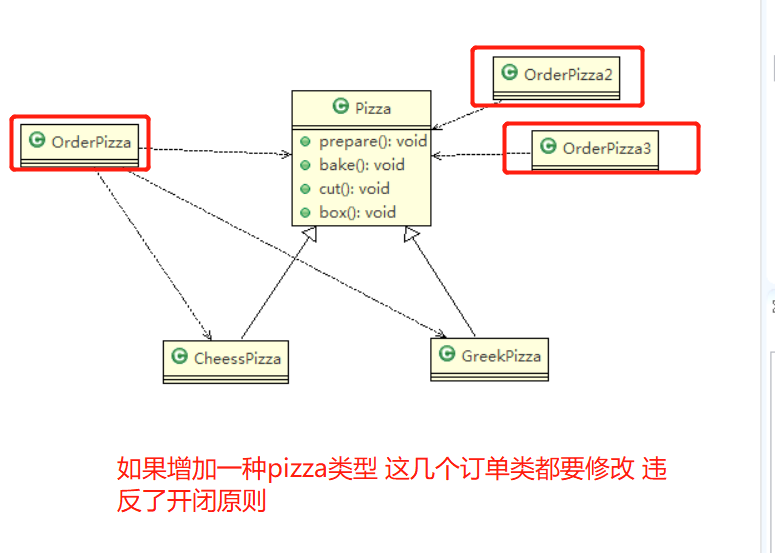 OrderPizza2
Pizza
OrderPizza
prepare(): void
OrderPizza3
bake(): void
cut(): void
box(): void
CheessPizza
GreekPizza
如果增加一种pizza类型 这几个订单类都要修改 违
反了开闭原则